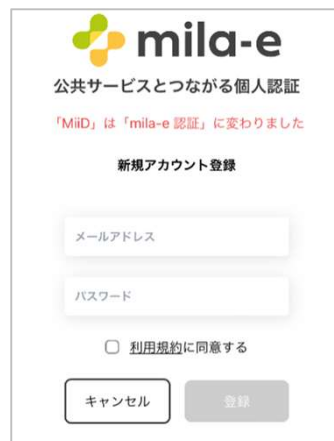 mila-e
公共サービスとつながる個人認証
「MiiD」は「mila-e 認証」に変わりました
新規アカウント登録
メールアドレス
パスワード
利用規約に同意する
キャンセル
登録